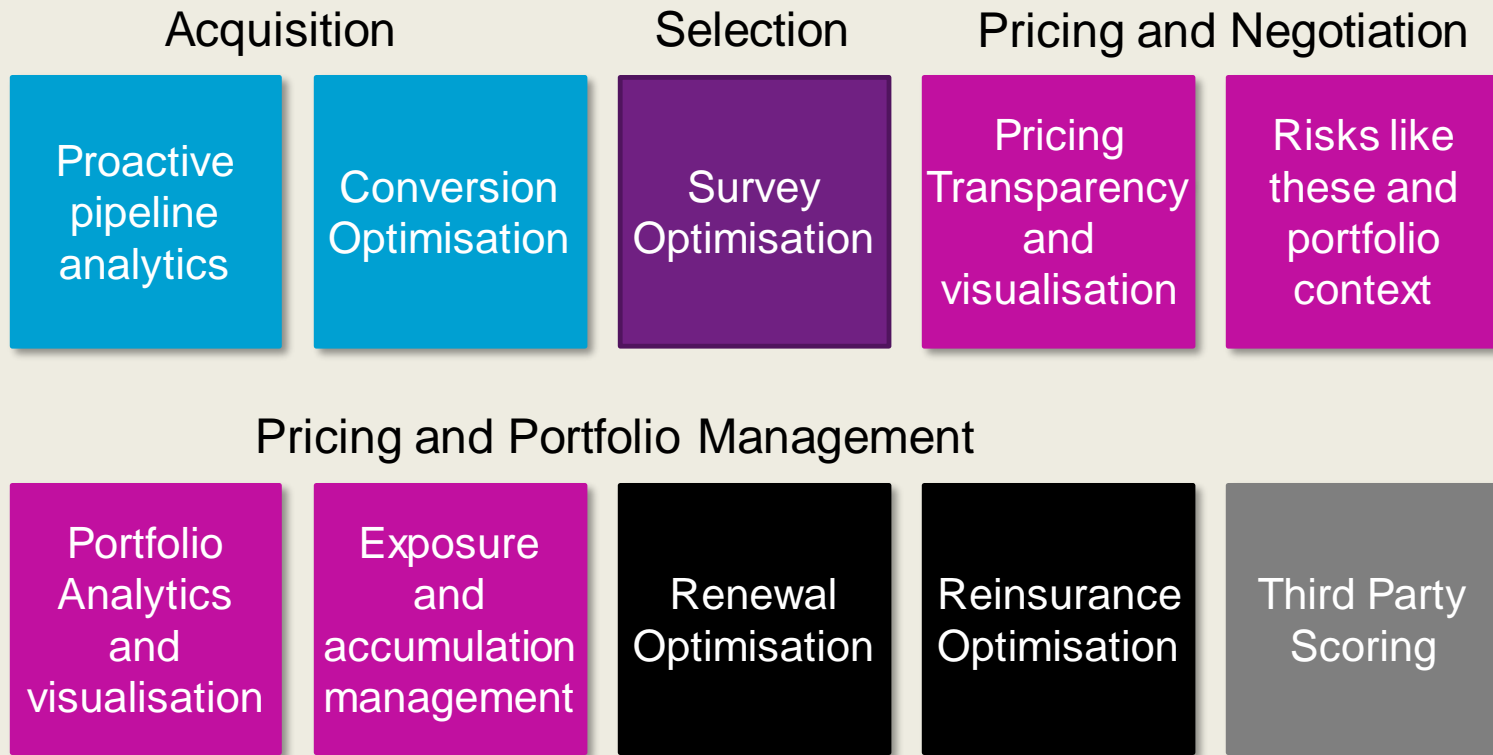 Acquisition
Selection
Pricing and Negotiation
Proactive
pipeline
analytics
Conversion
Optimisation
Survey
Optimisation
Pricing
Transparency
and
visualisation
Risks like
these and
portfolio
context
Pricing and Portfolio Management
Portfolio
Analytics
and
visualisation
Exposure
and
accumulation
management
Renewal
Optimisation
Reinsurance
Optimisation
Third Party
Scoring